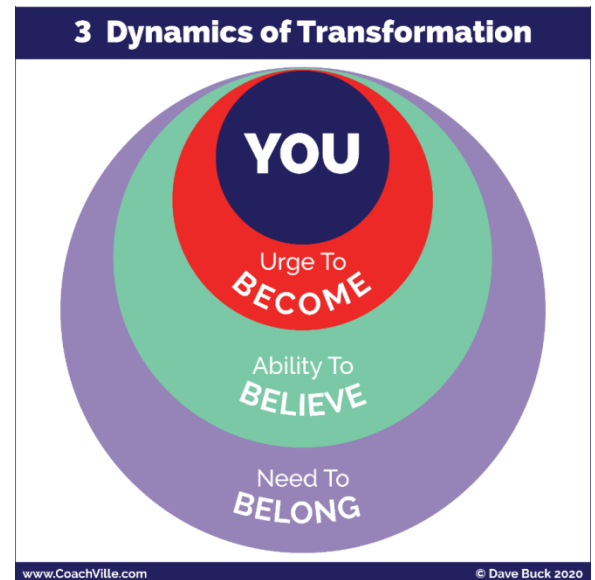 3 Dynamics of Transformation
YOU
Urge To
BECOME
Ability To
BELIEVE
Need To
BELONG
www.CoachVille.com
© Dave Buck 2020